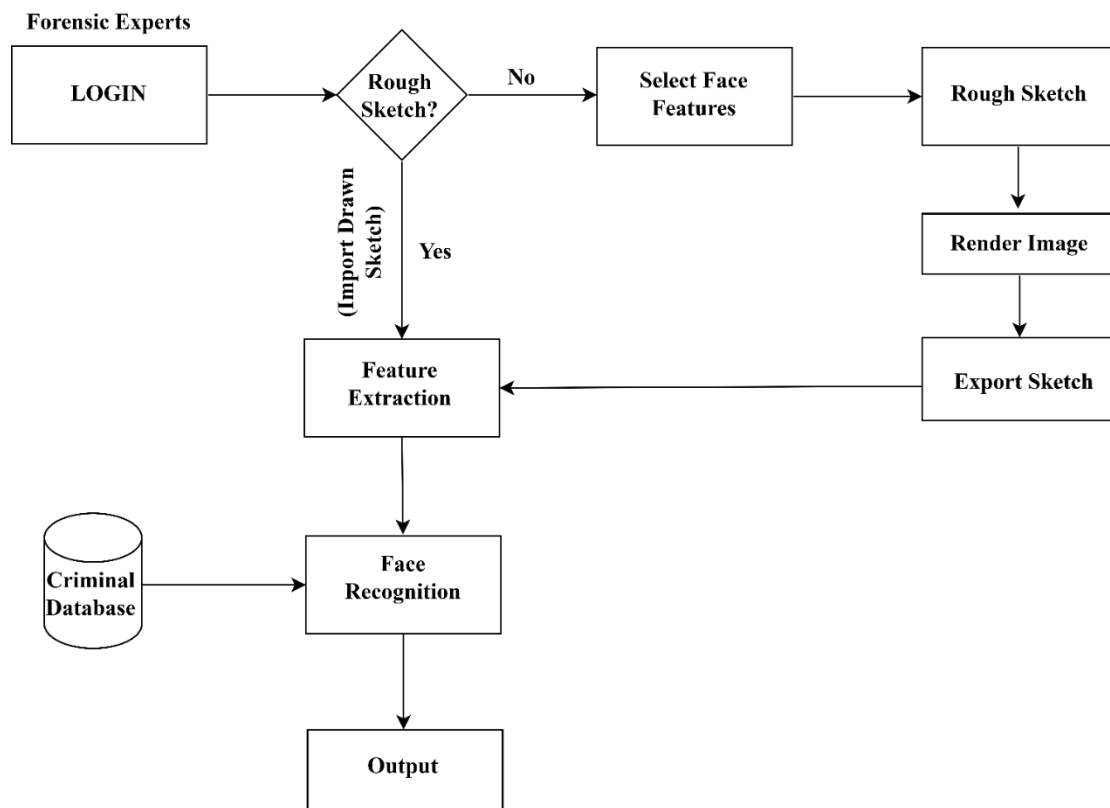 Forensic Experts
LOGIN
Rough
Sketch?
No
Select Face
Features
Rough Sketch
(Import Drawn
Sketch)
Yes
Render Image
Feature
Extraction
Export Sketch
Criminal
Database
Face
Recognition
Output